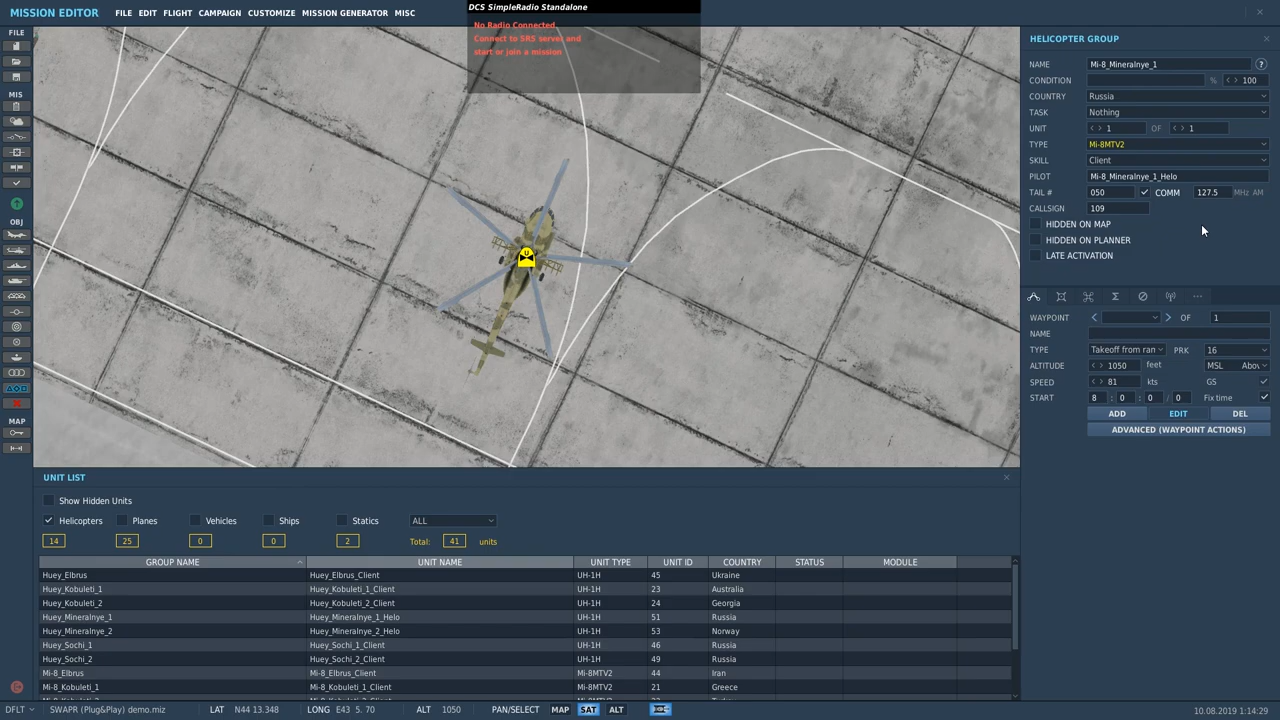 MISSION EDITOR FILE EDIT FLIGHT CAMPAIGN CUSTOMIZE MISSION GENERATOR MISC
DCS SimpleRadio Standalone
No Radio Connected
Connect to SRS server and
start or join a mission
FILE
MIS
OBJ
MAP
U
HELICOPTER GROUP
NAME Mi-8_Mineralnye_1 ?
CONDITION % < > 100
COUNTRY Russia
TASK Nothing
UNIT < > 1 OF < > 1
TYPE Mi-8MTV2
SKILL Client
PILOT Mi-8_Mineralnye_1_Helo
TAIL # 050 COMM 127.5 MHz AM
CALLSIGN 109
HIDDEN ON MAP
HIDDEN ON PLANNER
LATE ACTIVATION
WAYPOINT < > OF 1
NAME
TYPE Takeoff from ran PRK 16
ALTITUDE < > 1050 feet MSL Abov
SPEED < > 81 kts GS
START 8 : 0 : 0 / 0 Fix time
ADD EDIT DEL
ADVANCED (WAYPOINT ACTIONS)
UNIT LIST
Show Hidden Units
Helicopters Planes Vehicles Ships Statics ALL
14 25 0 0 2 Total: 41 units
GROUP NAME UNIT NAME UNIT TYPE UNIT ID COUNTRY STATUS MODULE
Huey_Elbrus Huey_Elbrus_Client UH-1H 45 Ukraine
Huey_Kobuleti_1 Huey_Kobuleti_1_Client UH-1H 23 Australia
Huey_Kobuleti_2 Huey_Kobuleti_2_Client UH-1H 24 Georgia
Huey_Mineralnye_1 Huey_Mineralnye_1_Helo UH-1H 51 Russia
Huey_Mineralnye_2 Huey_Mineralnye_2_Helo UH-1H 53 Norway
Huey_Sochi_1 Huey_Sochi_1_Client UH-1H 46 Russia
Huey_Sochi_2 Huey_Sochi_2_Client UH-1H 49 Russia
Mi-8_Elbrus Mi-8_Elbrus_Client Mi-8MTV2 44 Iran
Mi-8_Kobuleti_1 Mi-8_Kobuleti_1_Client Mi-8MTV2 21 Greece
DFLT SWAPR (Plug&Play) demo.miz LAT N44 13.348 LONG E43 5. 70 ALT 1050 PAN/SELECT MAP SAT ALT 10.08.2019 1:14:29